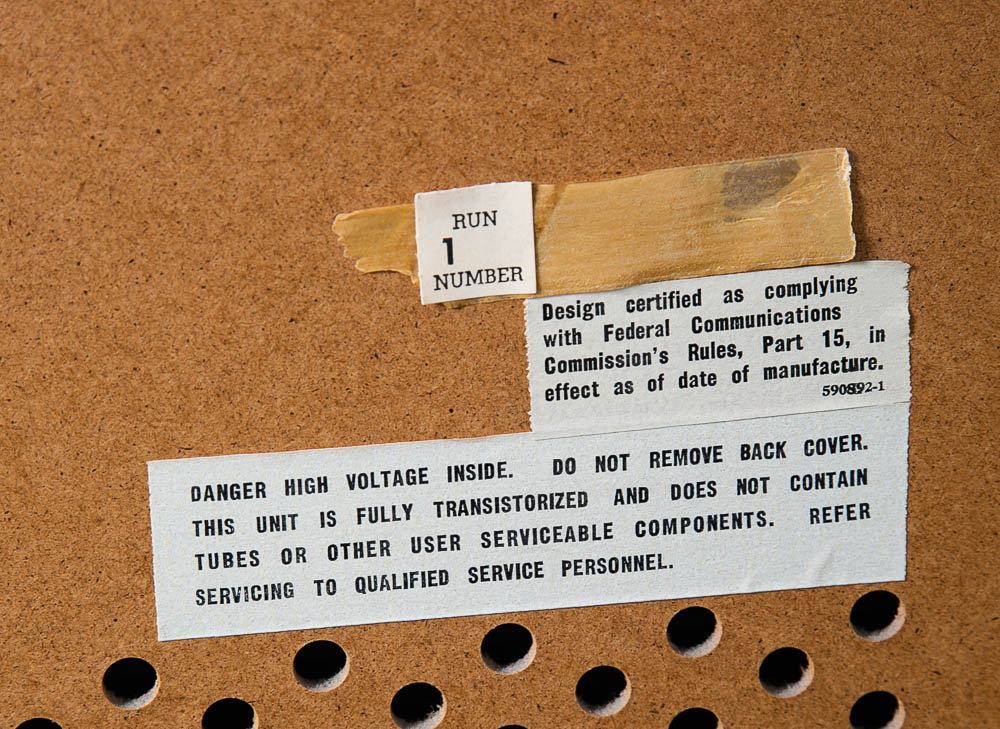 RUN
1
NUMBER
Design certified as complying
with Federal Communications
Commission's Rules, Part 15, in
effect as of date of manufacture.
DANGER HIGH VOLTAGE INSIDE. DO NOT REMOVE BACK COVER.
THIS UNIT IS FULLY TRANSISTORIZED AND DOES NOT CONTAIN
TUBES OR OTHER USER SERVICEABLE COMPONENTS. REFER
SERVICING TO QUALIFIED SERVICE PERSONNEL.